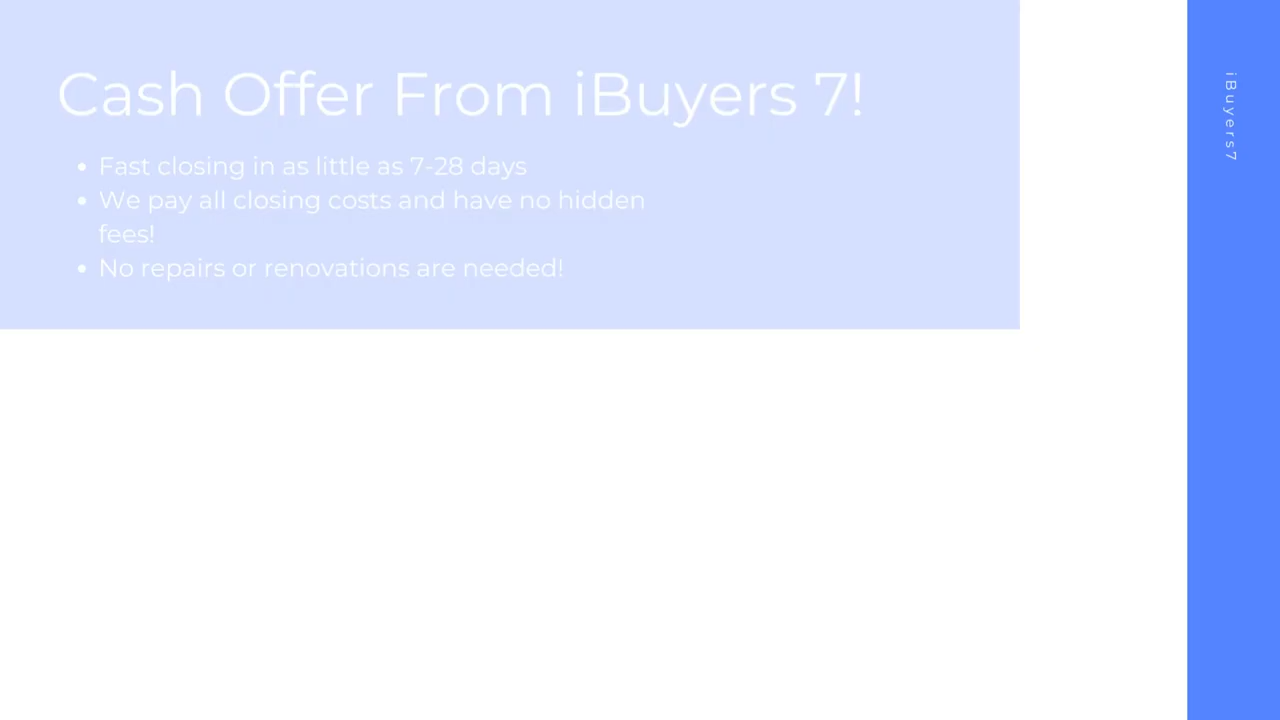 Cash Offer From iBuyers 7!
• Fast closing in as little as 7-28 days
• We pay all closing costs and have no hidden
fees!
• No repairs or renovations are needed!
iBuyers7